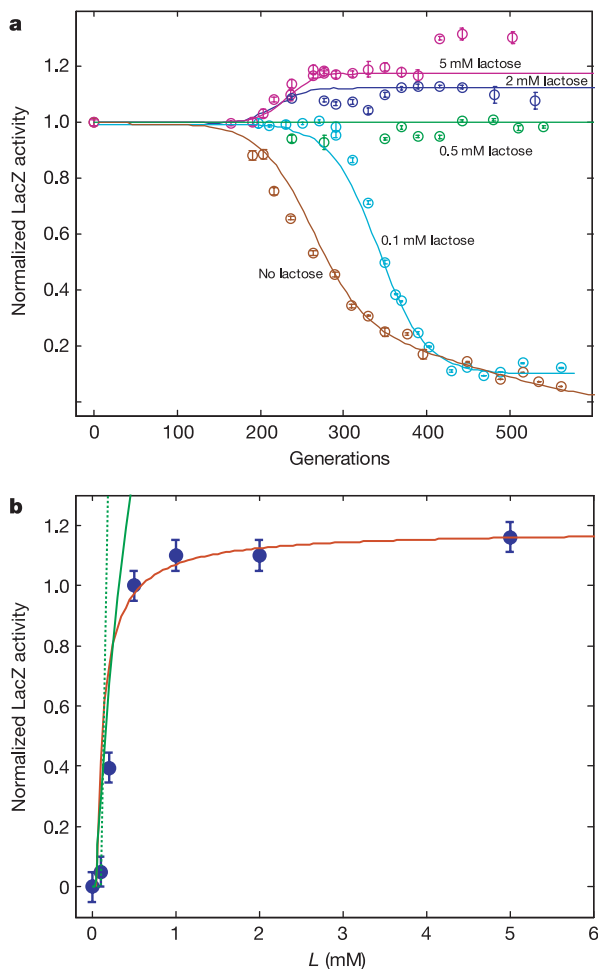 a
Normalized LacZ activity
1.2
1.0
0.8
0.6
0.4
0.2
5 mM lactose
2 mM lactose
0.5 mM lactose
0.1 mM lactose
No lactose
0 100 200 300 400 500
Generations
b
Normalized LacZ activity
1.2
1.0
0.8
0.6
0.4
0.2
0
0 1 2 3 4 5 6
L (mM)